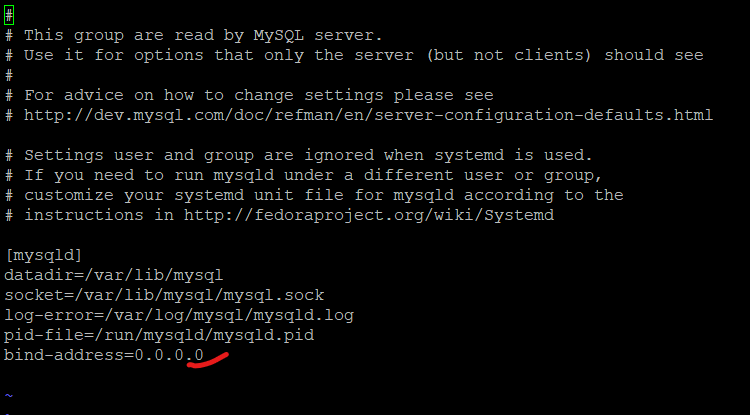 #
# This group are read by MySQL server.
# Use it for options that only the server (but not clients) should see
#
# For advice on how to change settings please see
# http://dev.mysql.com/doc/refman/en/server-configuration-defaults.html
# Settings user and group are ignored when systemd is used.
# If you need to run mysqld under a different user or group,
# customize your systemd unit file for mysqld according to the
# instructions in http://fedoraproject.org/wiki/Systemd
[mysqld]
datadir=/var/lib/mysql
socket=/var/lib/mysql/mysql.sock
log-error=/var/log/mysql/mysqld.log
pid-file=/run/mysqld/mysqld.pid
bind-address=0.0.0.0
~
~